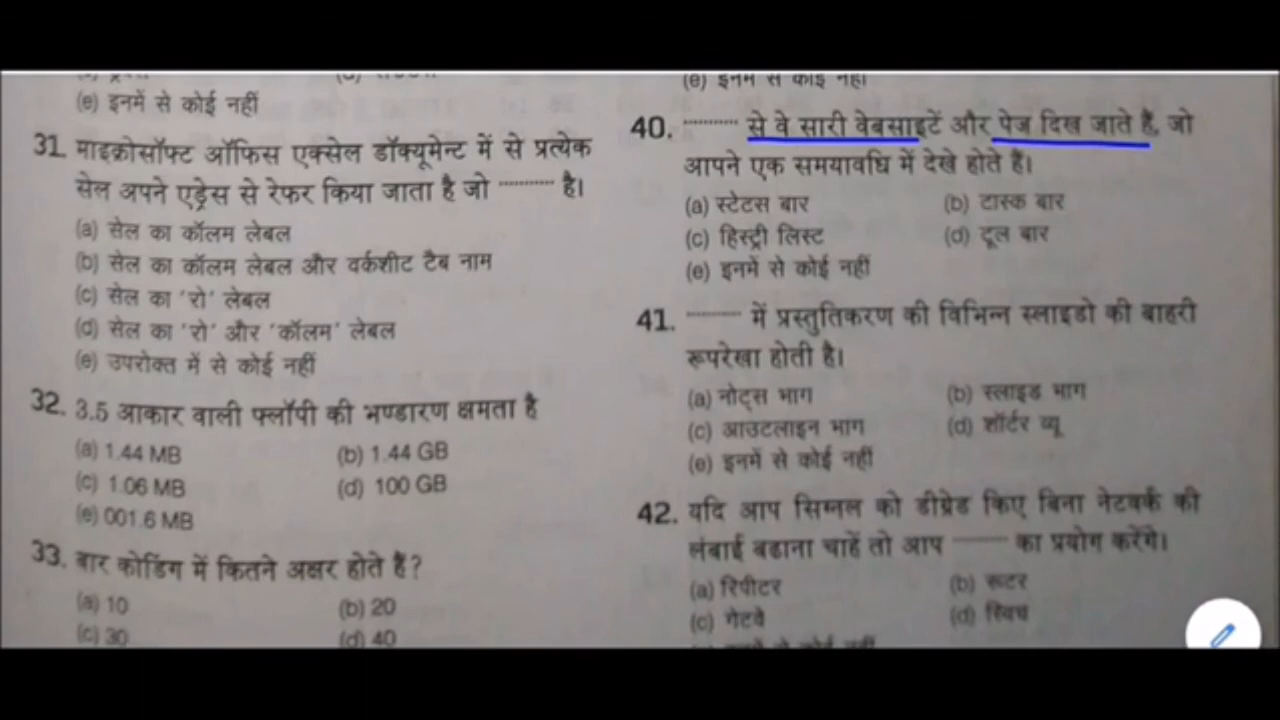 (e) इनमें से कोई नहीं
31. माइक्रोसॉफ्ट ऑफिस एक्सेल डॉक्यूमेन्ट में से प्रत्येक
सेल अपने एड्रेस से रेफर किया जाता है जो ........... है।
(a) सेल का कॉलम लेबल
(b) सेल का कॉलम लेबल और वर्कशीट टैब नाम
(c) सेल का 'रो' लेबल
(d) सेल का 'रो' और 'कॉलम' लेबल
(e) उपरोक्त में से कोई नहीं
32. 3.5 आकार वाली फ्लॉपी की भण्डारण क्षमता है
(a) 1.44 MB (b) 1.44 GB
(c) 1.06 MB (d) 100 GB
(e) 001.6 MB
33. बार कोडिंग में कितने अक्षर होते हैं?
(a) 10 (b) 20
(c) 30 (d) 40
(e) इनमें से कोई नहीं
40. ........... से वे सारी वेबसाइटें और पेज दिख जाते हैं, जो
आपने एक समयावधि में देखे होते हैं।
(a) स्टेटस बार (b) टास्क बार
(c) हिस्ट्री लिस्ट (d) टूल बार
(e) इनमें से कोई नहीं
41. ........... में प्रस्तुतिकरण की विभिन्न स्लाइडो की बाहरी
रूपरेखा होती है।
(a) नोट्स भाग (b) स्लाइड भाग
(c) आउटलाइन भाग (d) शॉर्टर व्यू
(e) इनमें से कोई नहीं
42. यदि आप सिग्नल को डीग्रेड किए बिना नेटवर्क की
लंबाई बढाना चाहें तो आप ........... का प्रयोग करेंगे।
(a) रिपीटर (b) रूटर
(c) गेटवे (d) स्विच
इनमें से कोई नहीं